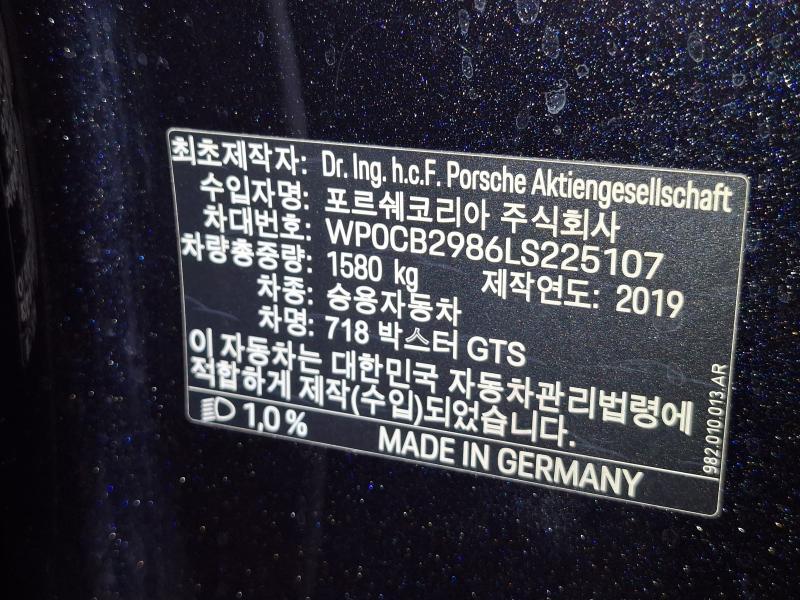 최초제작자: Dr. Ing. h.c.F. Porsche Aktiengesellschaft
수입자명: 포르쉐코리아 주식회사
차대번호: WP0CB2986LS225107
차량총중량: 1580 kg 제작연도: 2019
차종: 승용자동차
차명: 718 박스터 GTS
이 자동차는 대한민국 자동차관리법령에
적합하게 제작(수입)되었습니다.
1,0 %
MADE IN GERMANY
982.010.013.AR